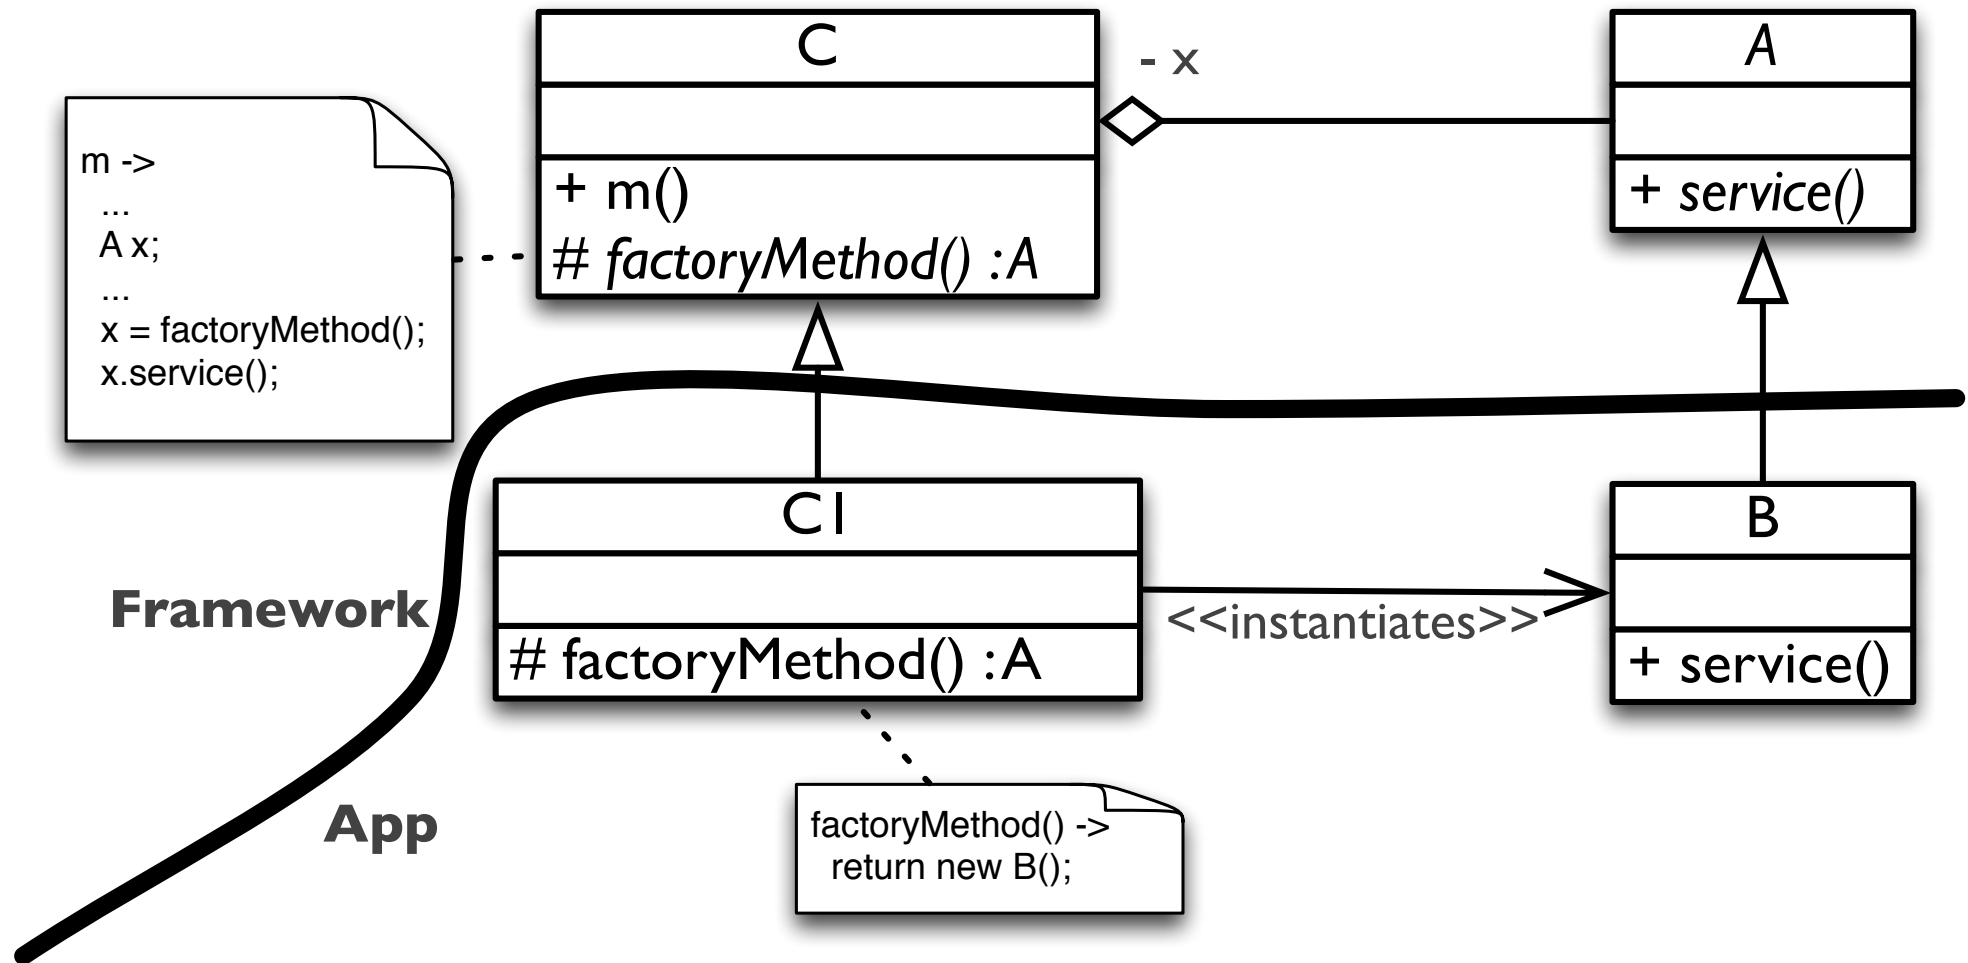 C
- x
A
m ->
...
A x;
...
x = factoryMethod();
x.service();
+ m()
# factoryMethod() : A
+ service()
C1
B
Framework
<<instantiates>>
# factoryMethod() : A
+ service()
App
factoryMethod() ->
return new B();